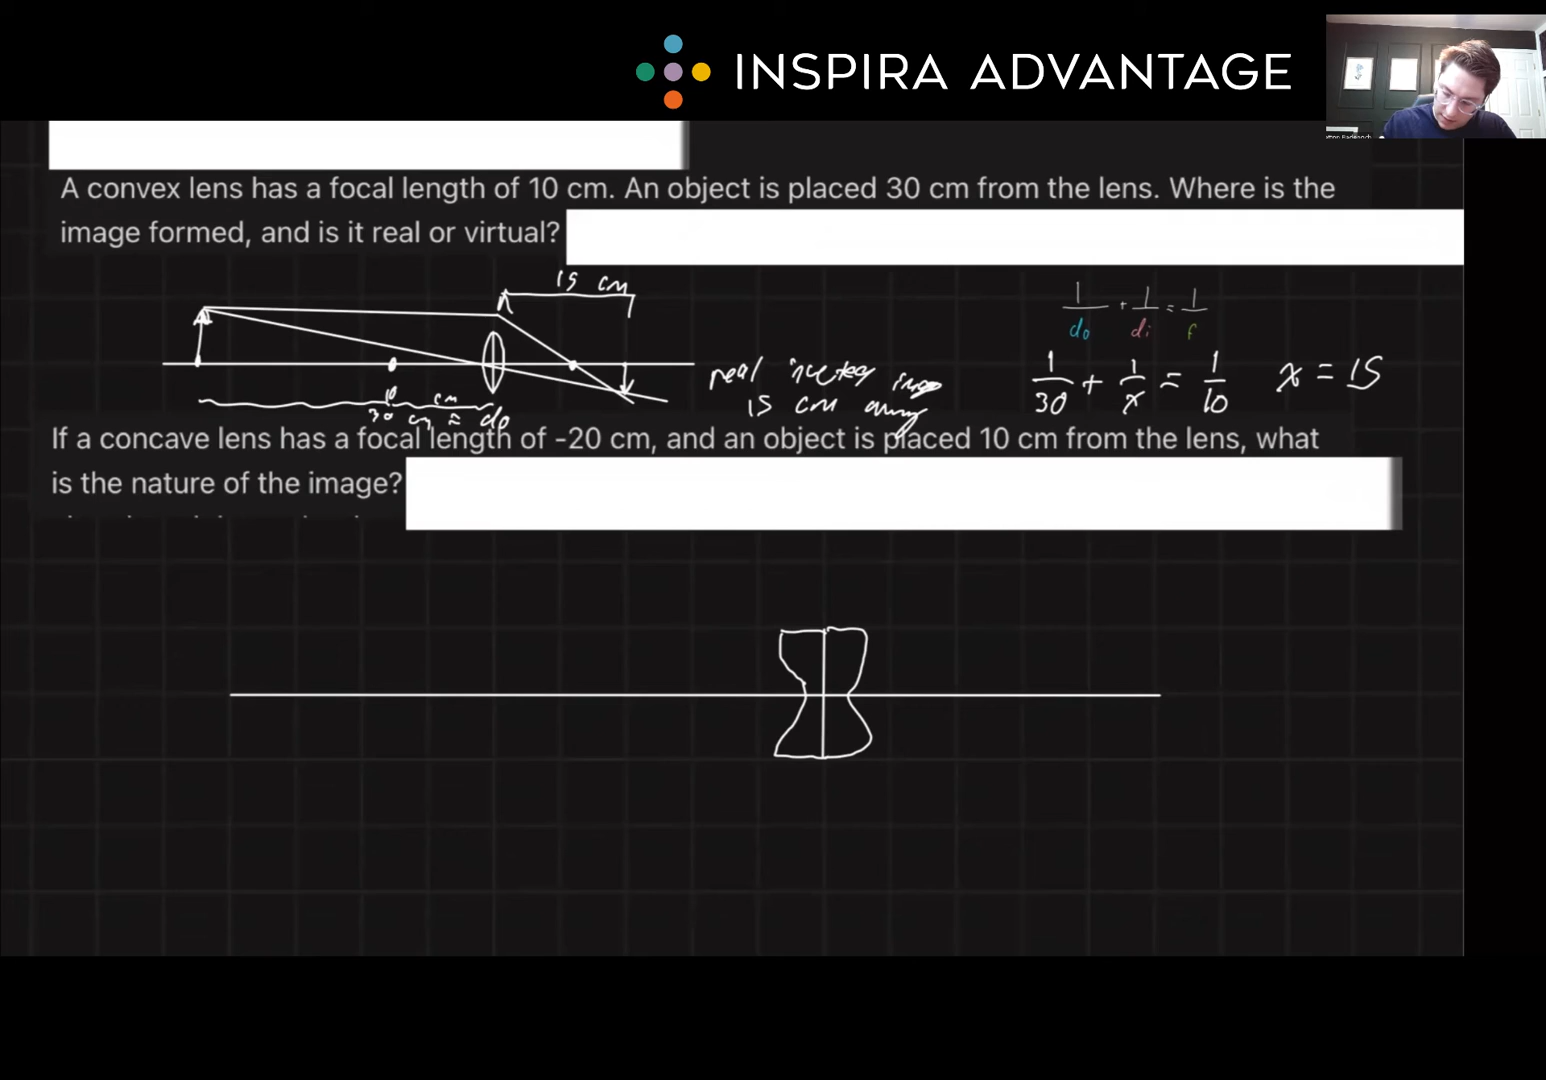 INSPIRA ADVANTAGE
A convex lens has a focal length of 10 cm. An object is placed 30 cm from the lens. Where is the
image formed, and is it real or virtual?
15 cm
1/do + 1/di = 1/f
1/30 + 1/x = 1/10 x = 15
real
15 cm away
10 cm
30 cm = do
If a concave lens has a focal length of -20 cm, and an object is placed 10 cm from the lens, what
is the nature of the image?